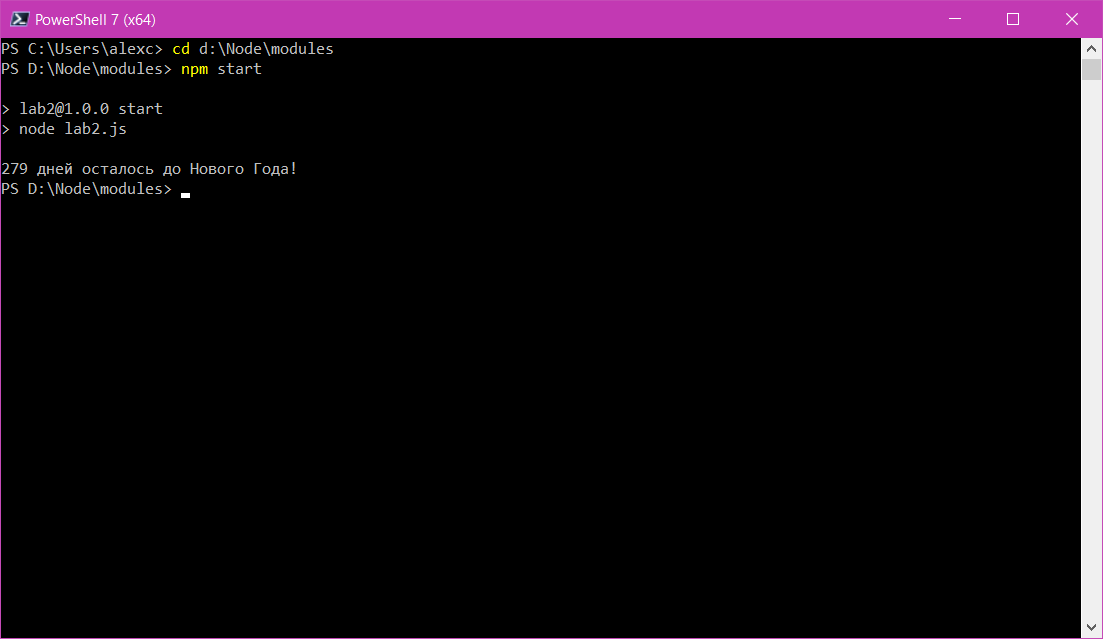 PowerShell 7 (x64)
PS C:\Users\alexc> cd d:\Node\modules
PS D:\Node\modules> npm start
> lab2@1.0.0 start
> node lab2.js
279 дней осталось до Нового Года!
PS D:\Node\modules>